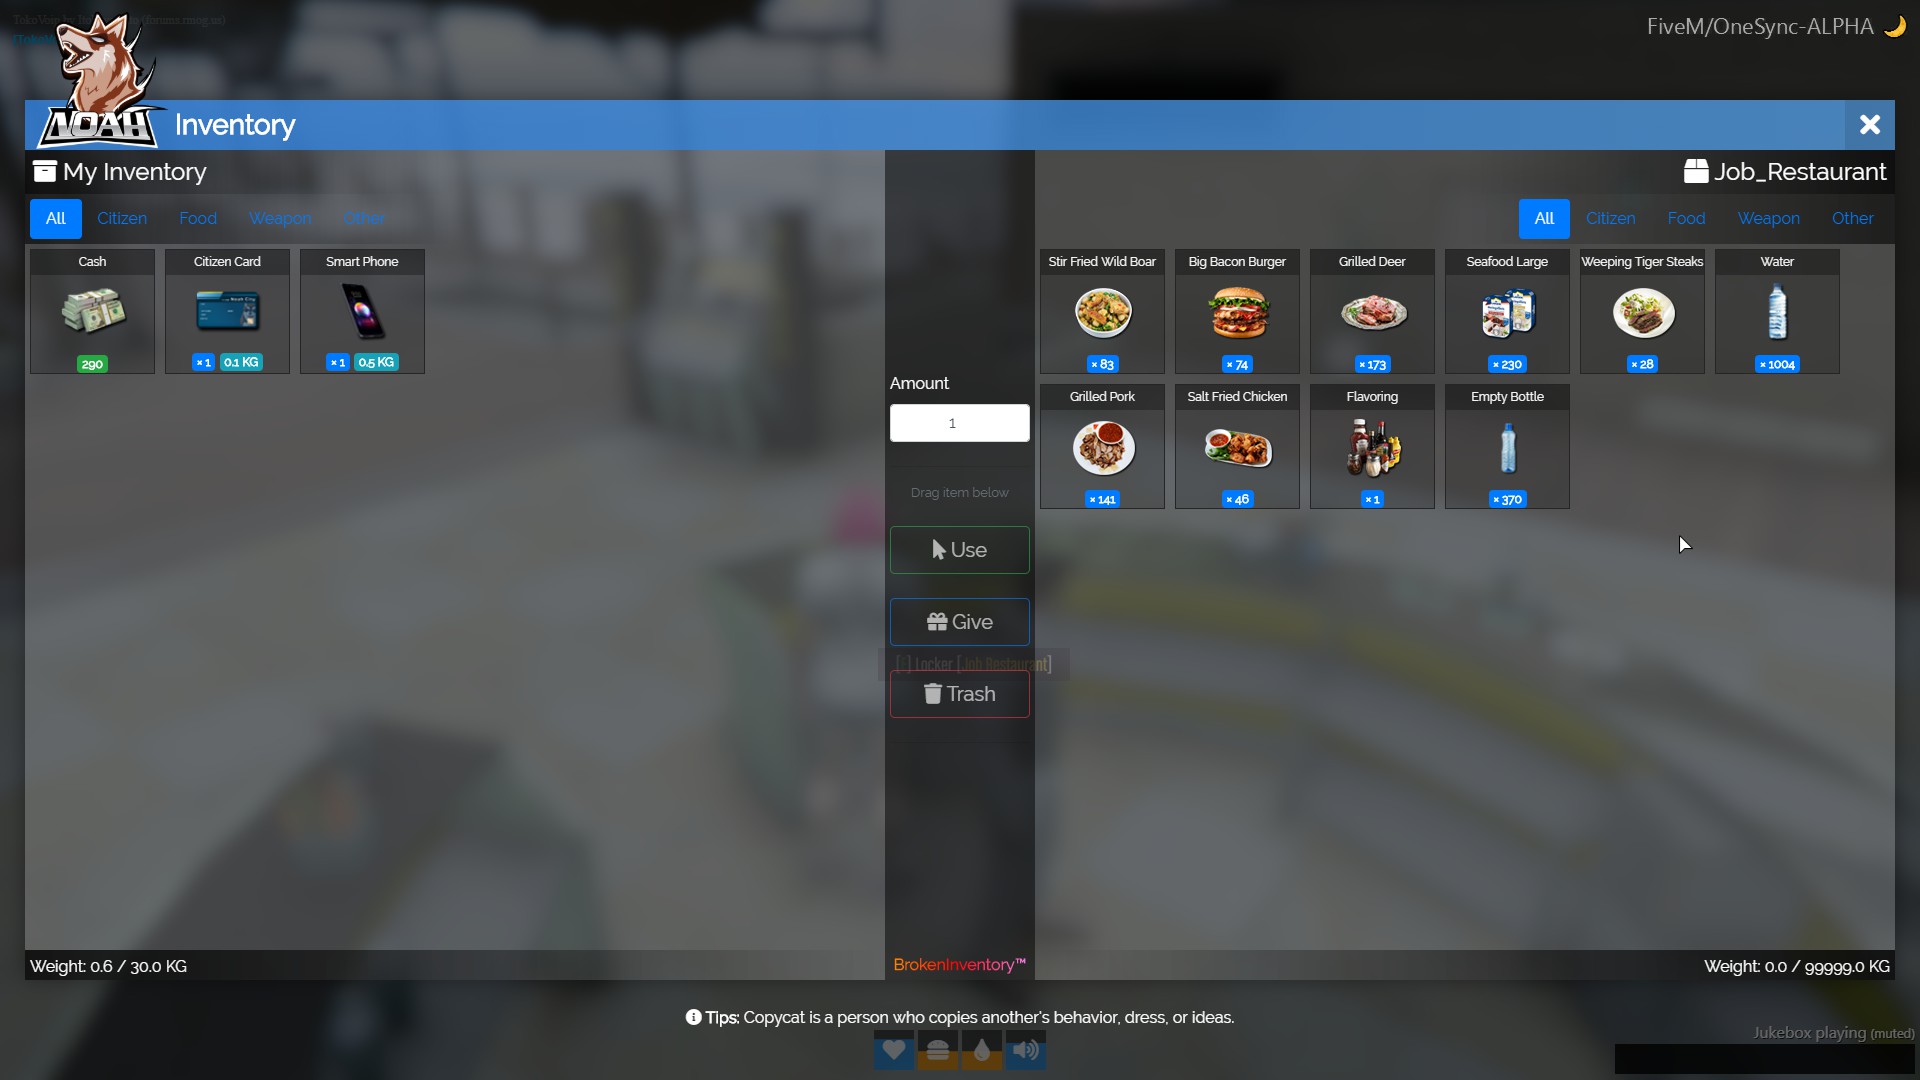 FiveM/OneSync-ALPHA
NOAH
Inventory
My Inventory
Job_Restaurant
All Citizen Food Weapon Other
All Citizen Food Weapon Other
Cash
Citizen Card
Smart Phone
290
× 1 0.1 KG
× 1 0.5 KG
Amount
1
Drag item below
Use
Give
Locker [Job Restaurant]
Trash
BrokenInventory™
Stir Fried Wild Boar
Big Bacon Burger
Grilled Deer
Seafood Large
Weeping Tiger Steaks
Water
× 83
× 74
× 173
× 230
× 28
× 1004
Grilled Pork
Salt Fried Chicken
Flavoring
Empty Bottle
× 141
× 46
× 1
× 370
Weight: 0.6 / 30.0 KG
Weight: 0.0 / 99999.0 KG
Tips: Copycat is a person who copies another's behavior, dress, or ideas.
Jukebox playing (muted)